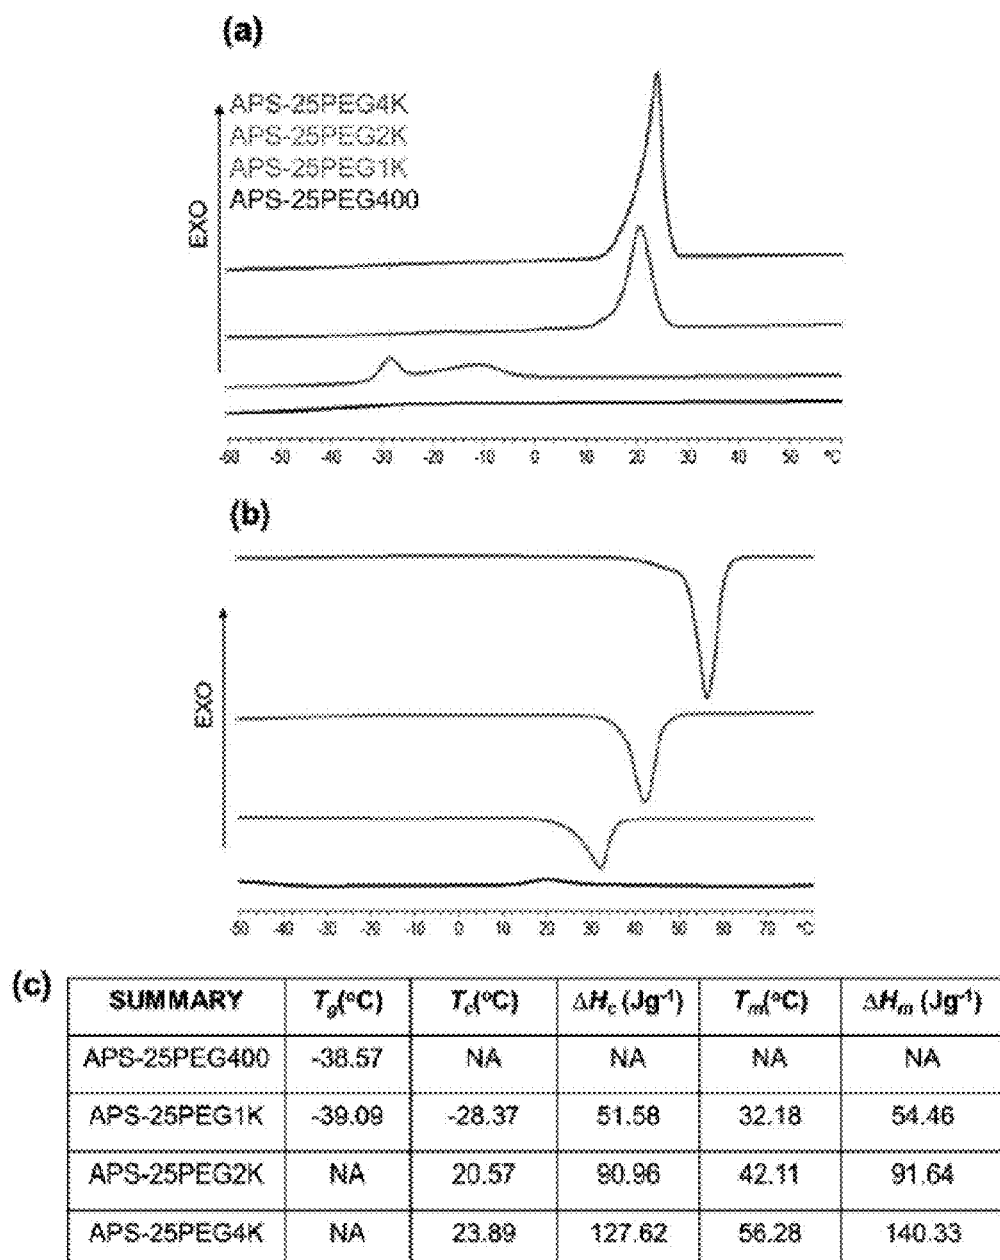 (a)
APS-25PEG4K
APS-25PEG2K
APS-25PEG1K
APS-25PEG400
EXO
-60 -50 -40 -30 -20 -10 0 10 20 30 40 50 °C
(b)
EXO
-50 -40 -30 -20 -10 0 10 20 30 40 50 60 70 °C
(c)
SUMMARY Tg(°C) Tc(°C) ΔHc (Jg-1) Tm(°C) ΔHm (Jg-1)
APS-25PEG400 -38.57 NA NA NA NA
APS-25PEG1K -39.09 -28.37 51.58 32.18 54.46
APS-25PEG2K NA 20.57 90.96 42.11 91.64
APS-25PEG4K NA 23.89 127.62 56.28 140.33